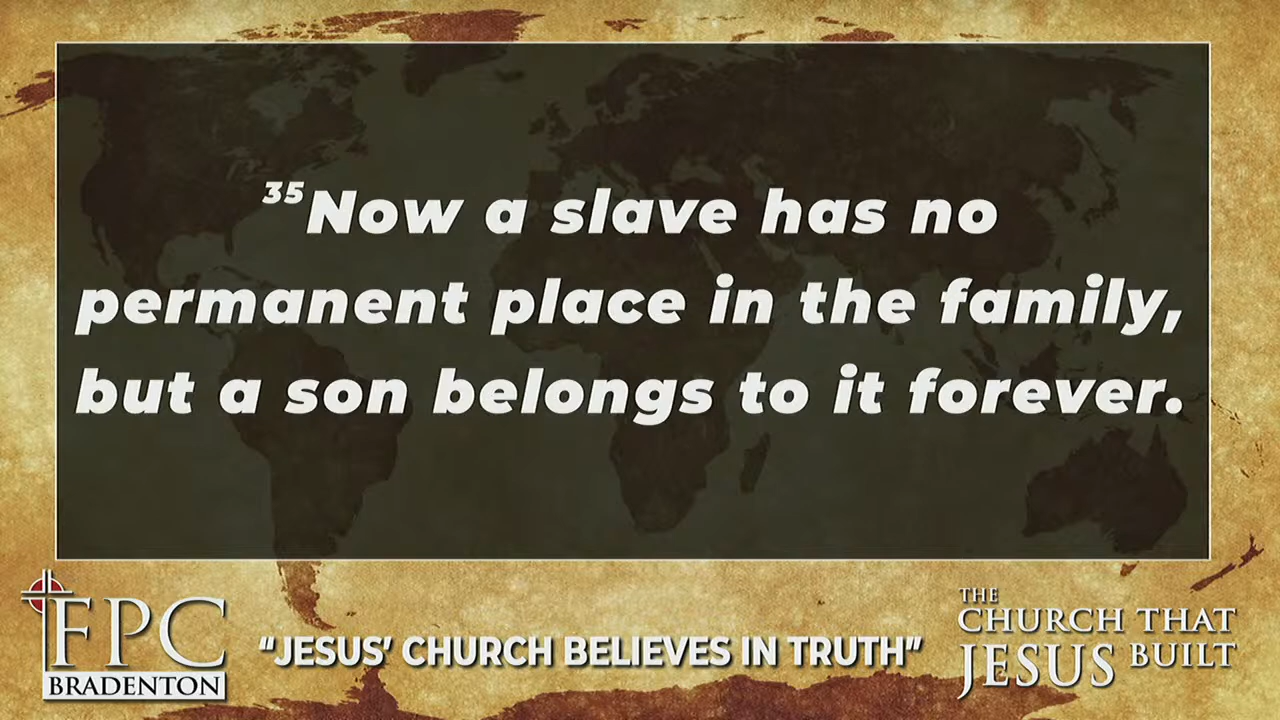 ³⁵Now a slave has no
permanent place in the family,
but a son belongs to it forever.
FPC
BRADENTON
“JESUS’ CHURCH BELIEVES IN TRUTH”
THE
CHURCH THAT
JESUS BUILT